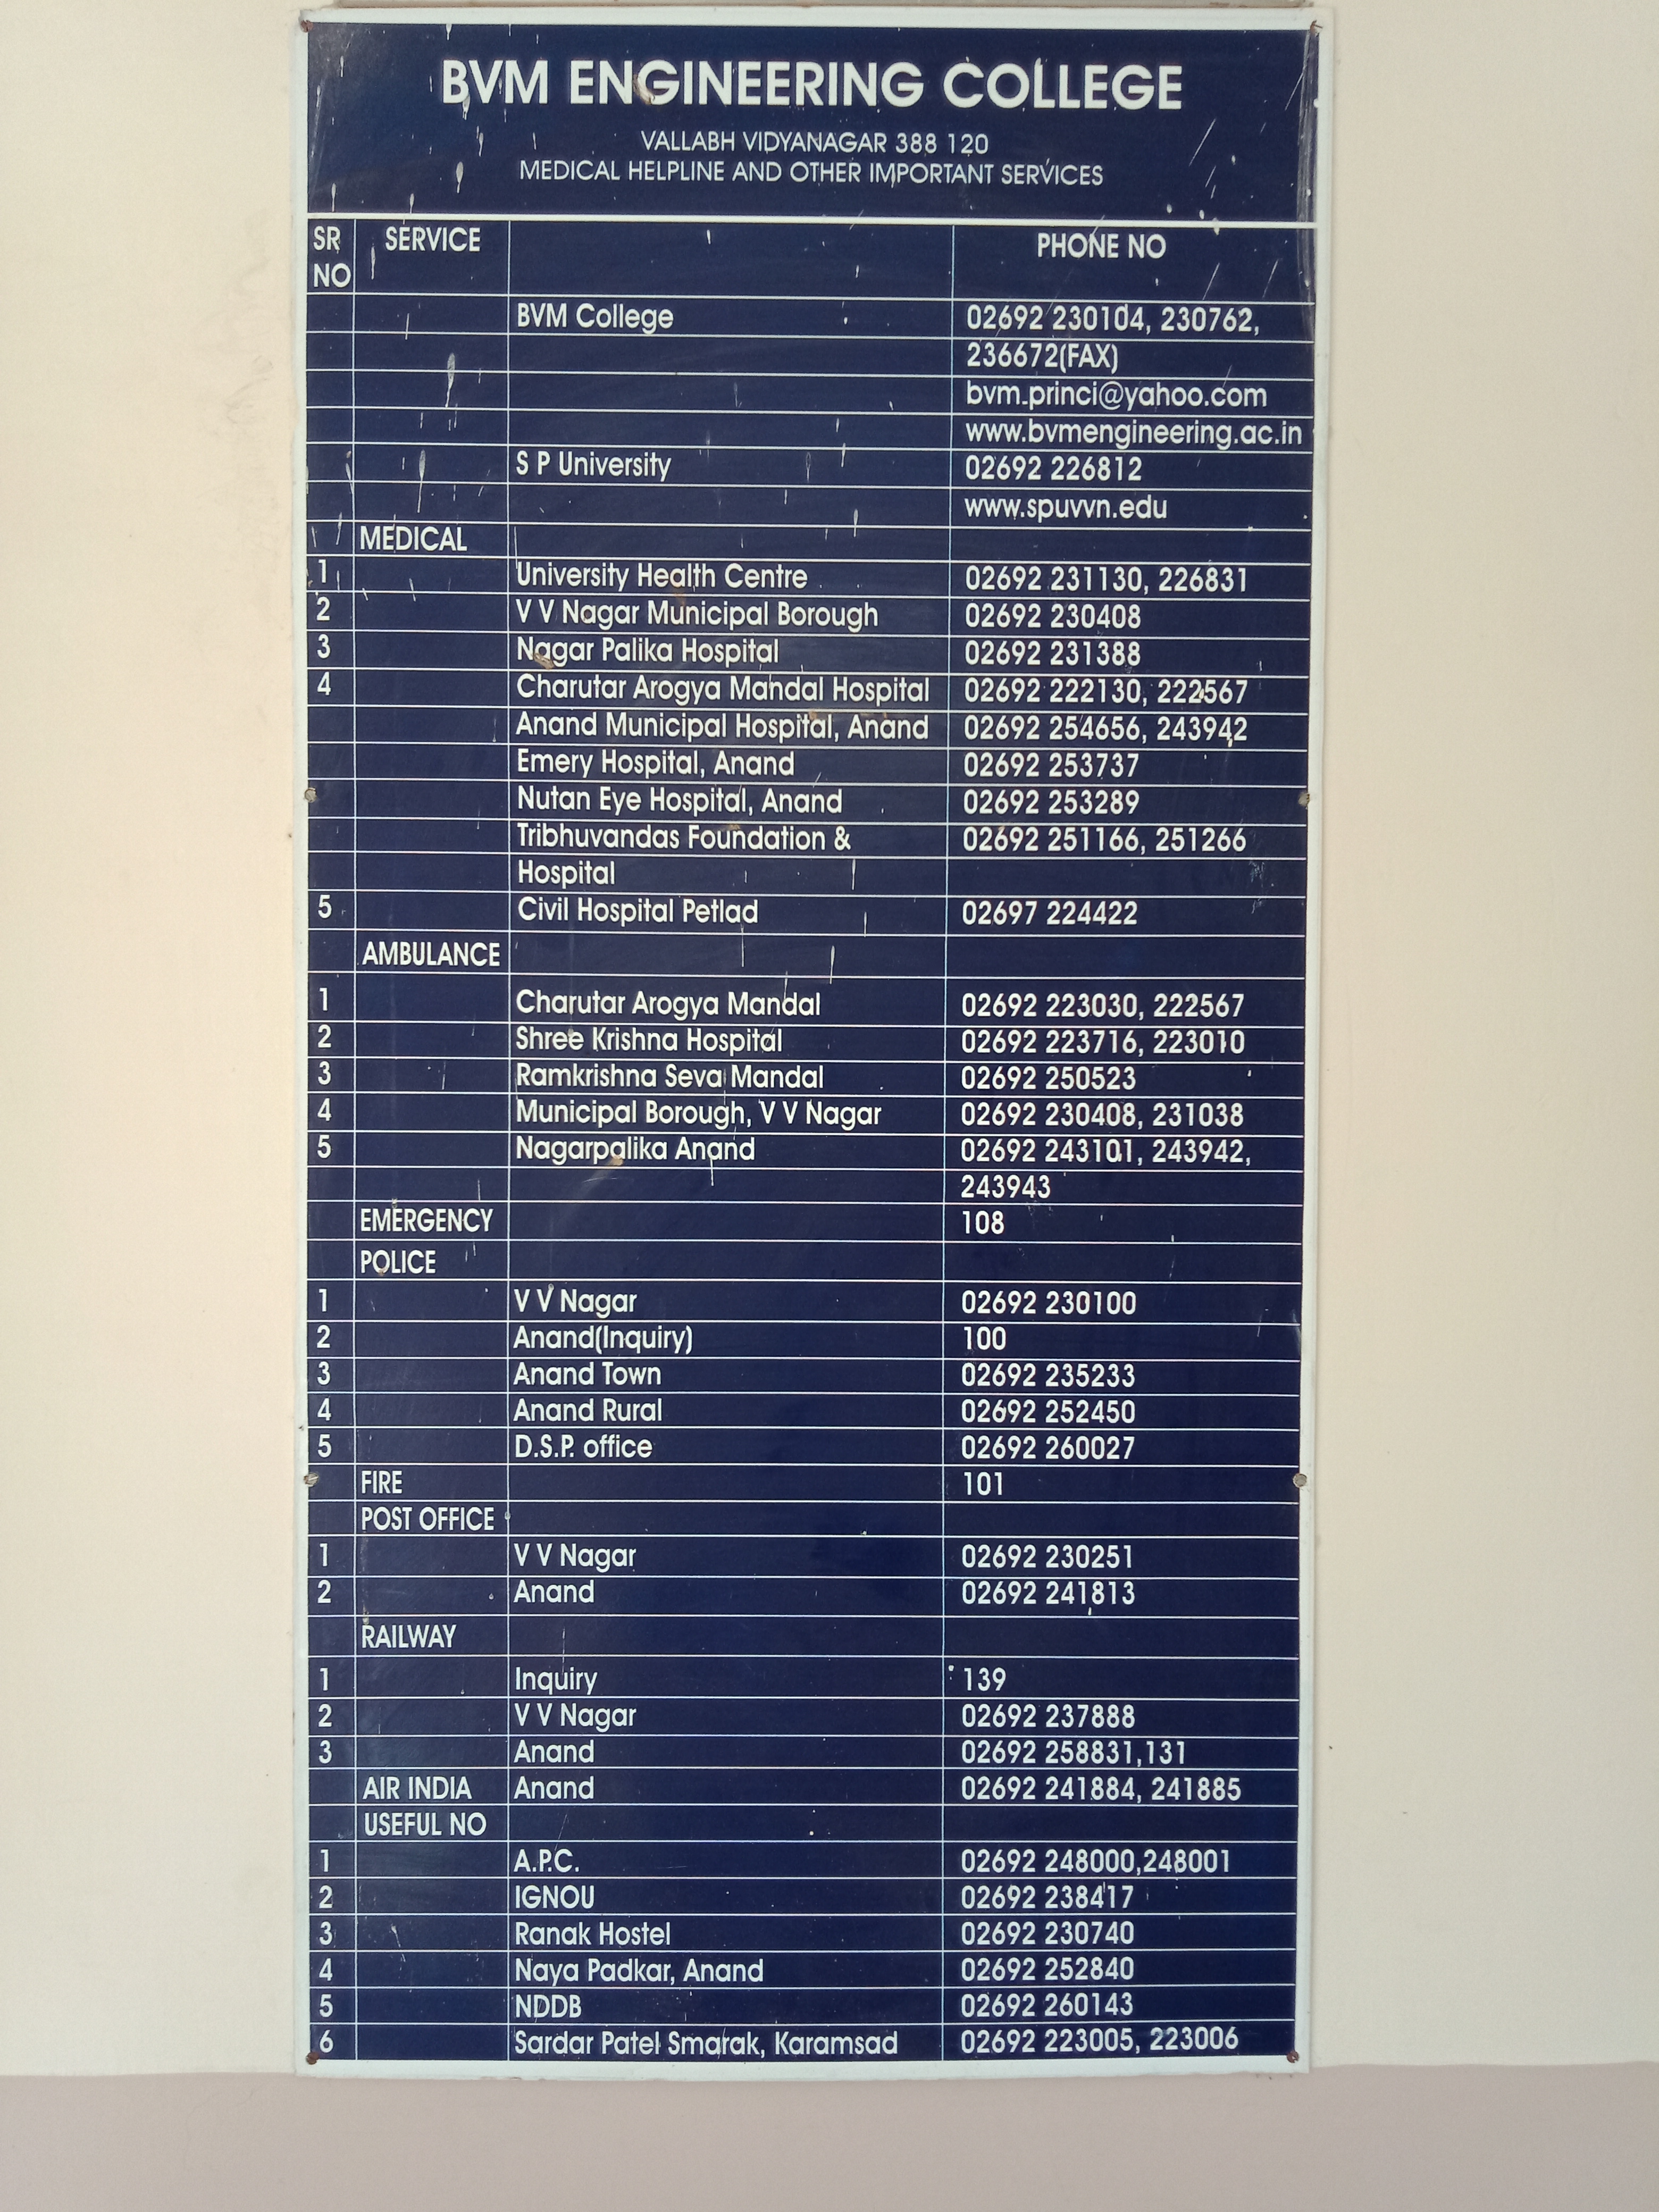 BVM ENGINEERING COLLEGE
VALLABH VIDYANAGAR 388 120
MEDICAL HELPLINE AND OTHER IMPORTANT SERVICES
SR NO SERVICE PHONE NO
BVM College 02692 230104, 230762,
236672(FAX)
bvm.princi@yahoo.com
www.bvmengineering.ac.in
S P University 02692 226812
www.spuvvn.edu
MEDICAL
1 University Health Centre 02692 231130, 226831
2 V V Nagar Municipal Borough 02692 230408
3 Nagar Palika Hospital 02692 231388
4 Charutar Arogya Mandal Hospital 02692 222130, 222567
Anand Municipal Hospital, Anand 02692 254656, 243942
Emery Hospital, Anand 02692 253737
Nutan Eye Hospital, Anand 02692 253289
Tribhuvandas Foundation & 02692 251166, 251266
Hospital
5 Civil Hospital Petlad 02697 224422
AMBULANCE
1 Charutar Arogya Mandal 02692 223030, 222567
2 Shree Krishna Hospital 02692 223716, 223010
3 Ramkrishna Seva Mandal 02692 250523
4 Municipal Borough, V V Nagar 02692 230408, 231038
5 Nagarpalika Anand 02692 243101, 243942,
243943
EMERGENCY 108
POLICE
1 V V Nagar 02692 230100
2 Anand(Inquiry) 100
3 Anand Town 02692 235233
4 Anand Rural 02692 252450
5 D.S.P. office 02692 260027
FIRE 101
POST OFFICE
1 V V Nagar 02692 230251
2 Anand 02692 241813
RAILWAY
1 Inquiry 139
2 V V Nagar 02692 237888
3 Anand 02692 258831,131
AIR INDIA Anand 02692 241884, 241885
USEFUL NO
1 A.P.C. 02692 248000,248001
2 IGNOU 02692 238417
3 Ranak Hostel 02692 230740
4 Naya Padkar, Anand 02692 252840
5 NDDB 02692 260143
6 Sardar Patel Smarak, Karamsad 02692 223005, 223006